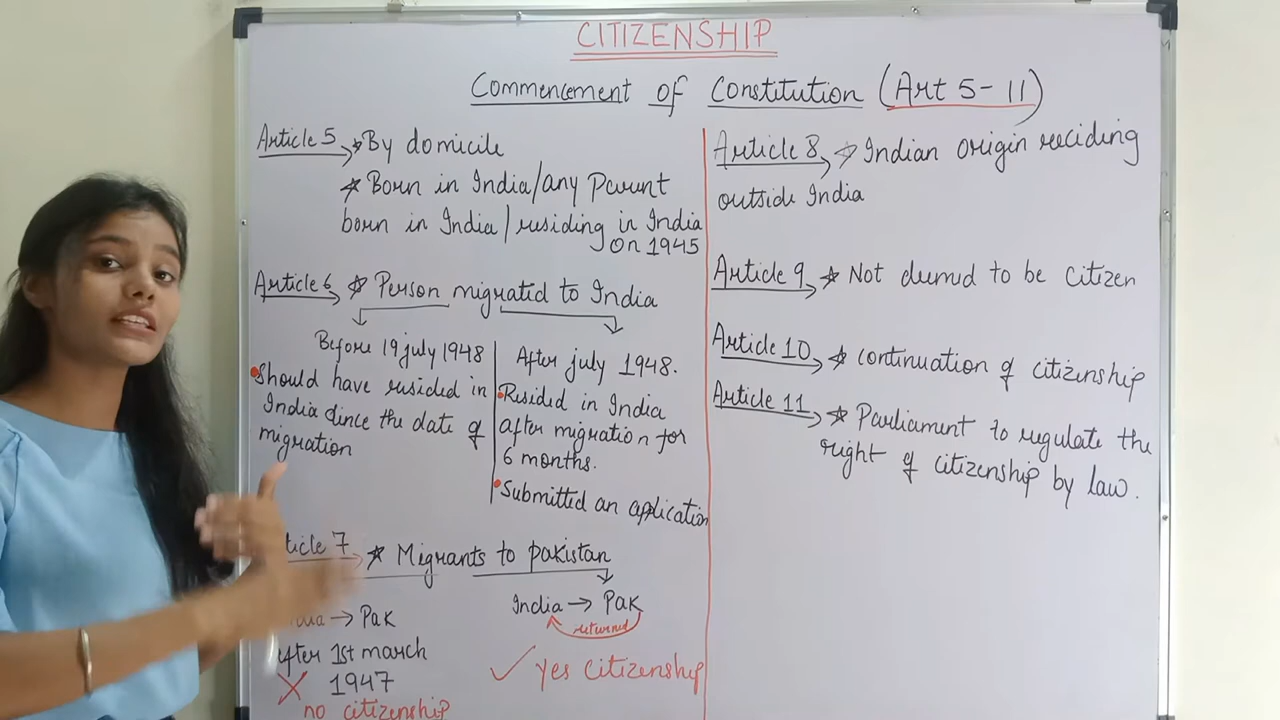 CITIZENSHIP
Commencement of Constitution (Art 5-11)
Article 5 By domicile
Born in India/any Parent
born in India/residing in India
On 1945
Article 6 Person migrated to India
Before 19 july 1948
Should have resided in
India since the date of
migration
After july 1948.
Resided in India
after migration for
6 months.
Submitted an application
ticle 7 Migrants to pakistan
→ Pak
after 1st march
1947
no citizenship
India → Pak
returned
✓ yes citizenship
Article 8 Indian origin reciding
outside India
Article 9 Not deemed to be citizen
Article 10 continuation of citizenship
Article 11 Parliament to regulate the
right of citizenship by law.